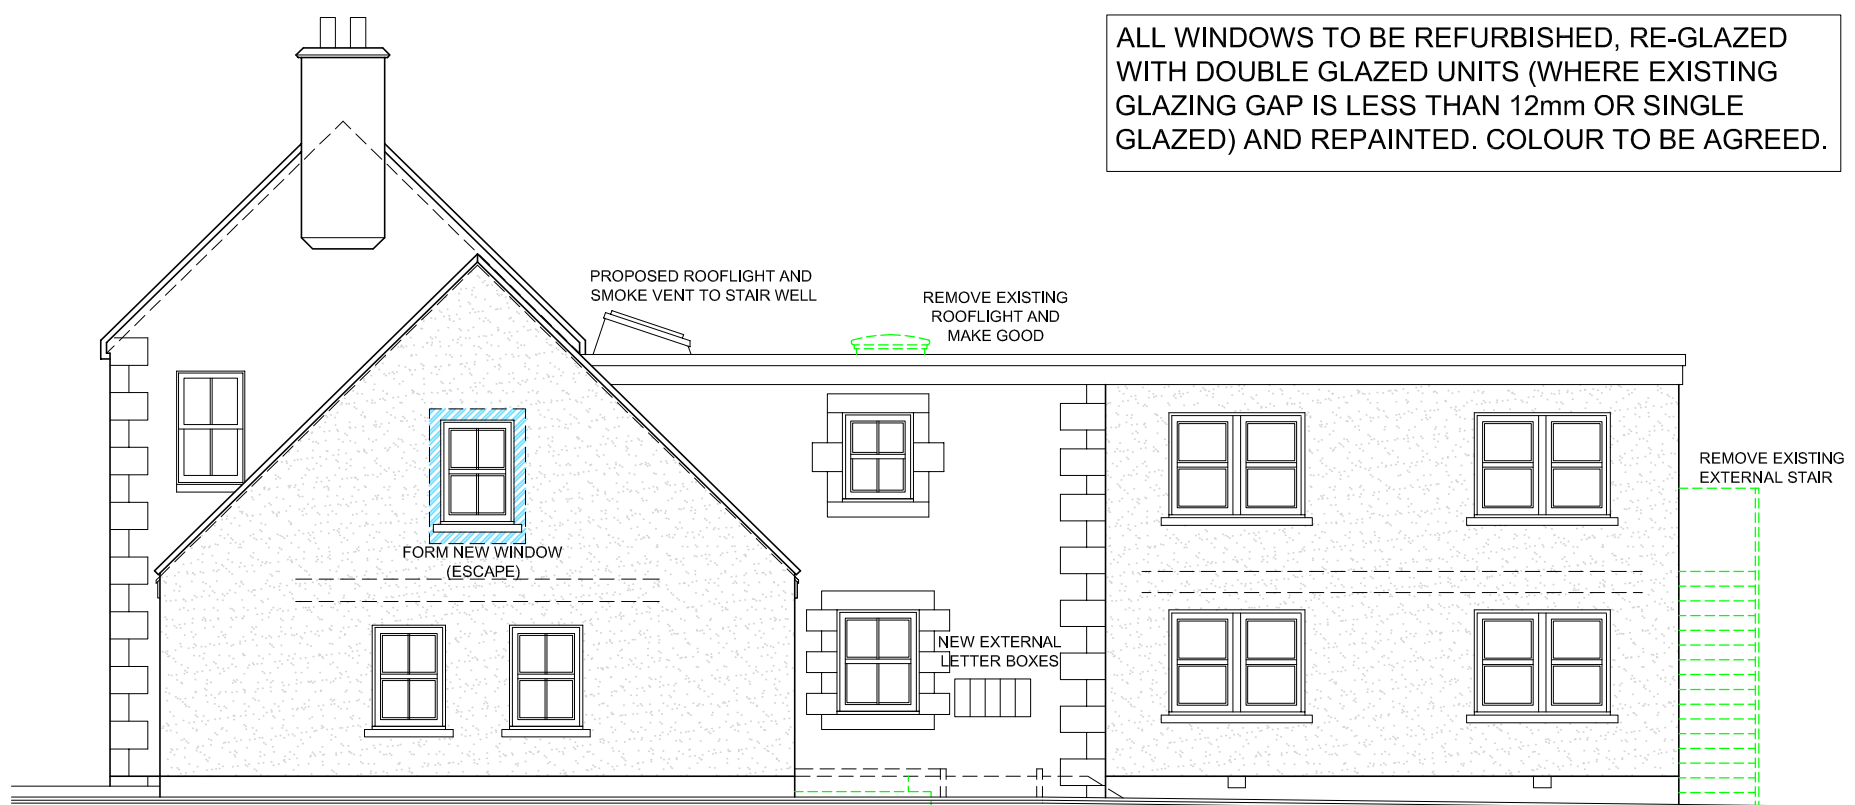 ALL WINDOWS TO BE REFURBISHED, RE-GLAZED
WITH DOUBLE GLAZED UNITS (WHERE EXISTING
GLAZING GAP IS LESS THAN 12mm OR SINGLE
GLAZED) AND REPAINTED. COLOUR TO BE AGREED.
PROPOSED ROOFLIGHT AND
SMOKE VENT TO STAIR WELL
REMOVE EXISTING
ROOFLIGHT AND
MAKE GOOD
REMOVE EXISTING
EXTERNAL STAIR
FORM NEW WINDOW
(ESCAPE)
NEW EXTERNAL
LETTER BOXES